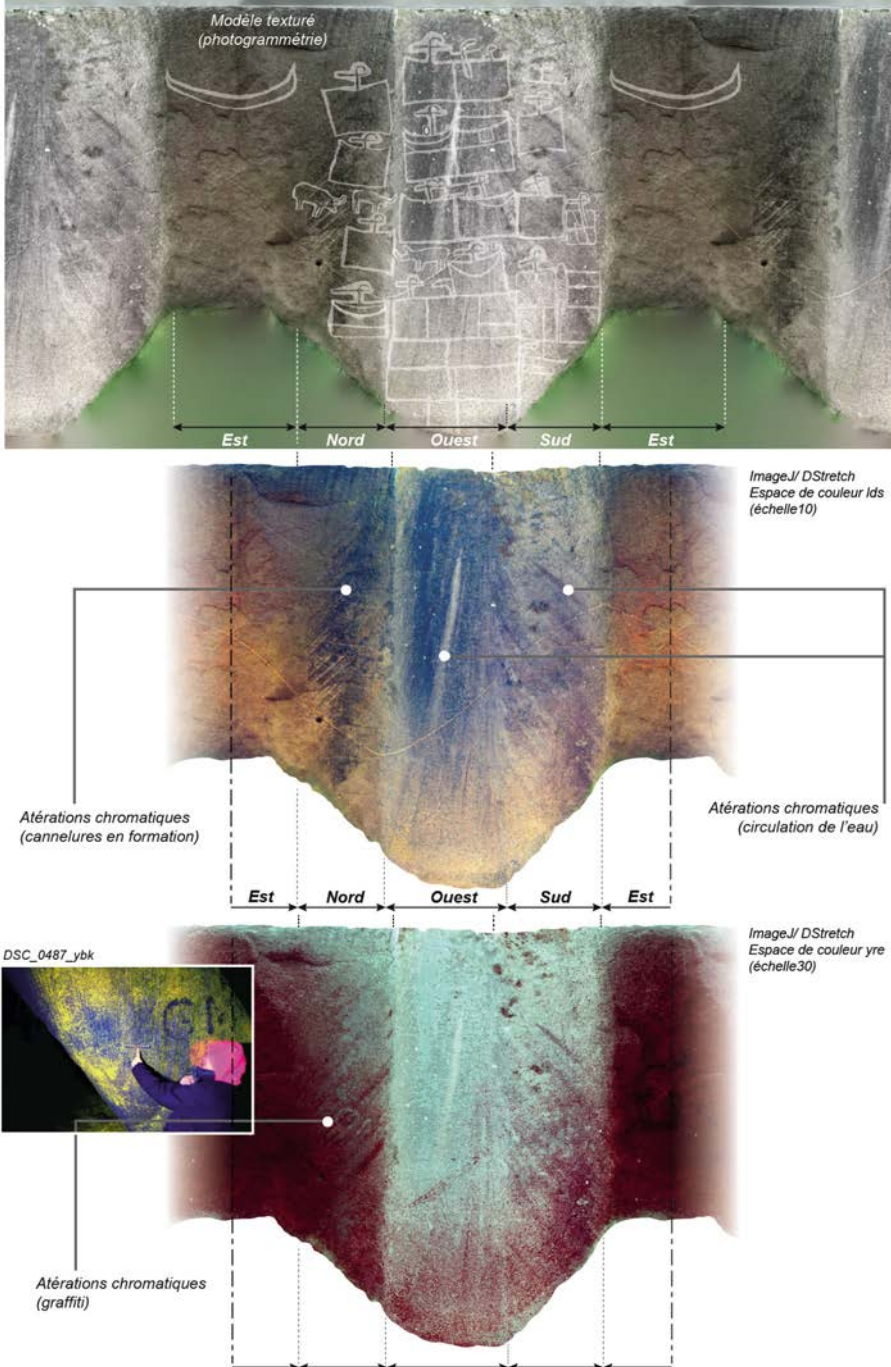 Modèle texturé
(photogrammétrie)
Est Nord Ouest Sud Est
ImageJ/ DStretch
Espace de couleur lds
(échelle10)
Atérations chromatiques
(cannelures en formation)
Atérations chromatiques
(circulation de l'eau)
Est Nord Ouest Sud Est
ImageJ/ DStretch
Espace de couleur yre
(échelle30)
DSC_0487_ybk
GM
Atérations chromatiques
(graffiti)